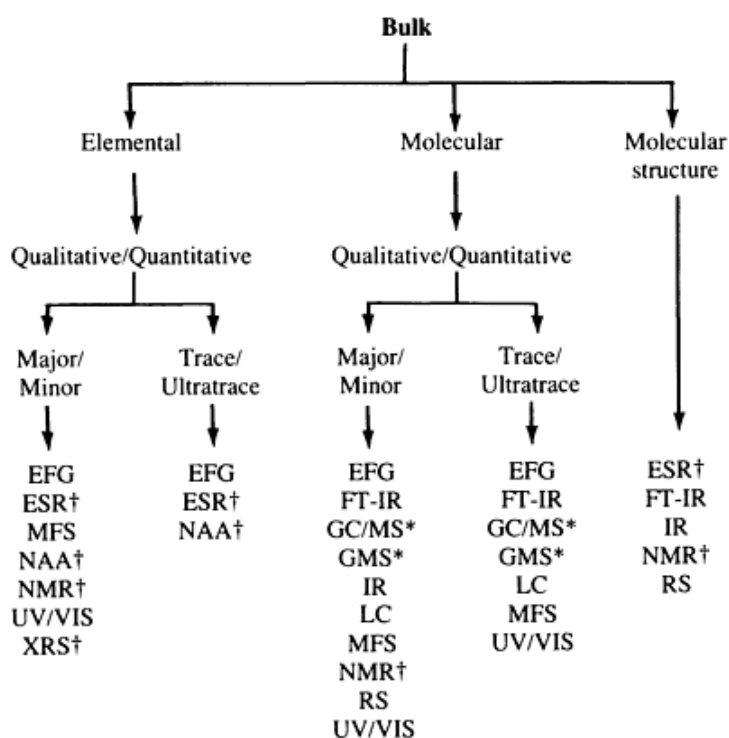 Bulk
Elemental
Molecular
Molecular
structure
Qualitative/Quantitative
Qualitative/Quantitative
Major/
Minor
Trace/
Ultratrace
Major/
Minor
Trace/
Ultratrace
EFG
ESR†
MFS
NAA†
NMR†
UV/VIS
XRS†
EFG
ESR†
NAA†
EFG
FT-IR
GC/MS*
GMS*
IR
LC
MFS
NMR†
RS
UV/VIS
EFG
FT-IR
GC/MS*
GMS*
LC
MFS
UV/VIS
ESR†
FT-IR
IR
NMR†
RS